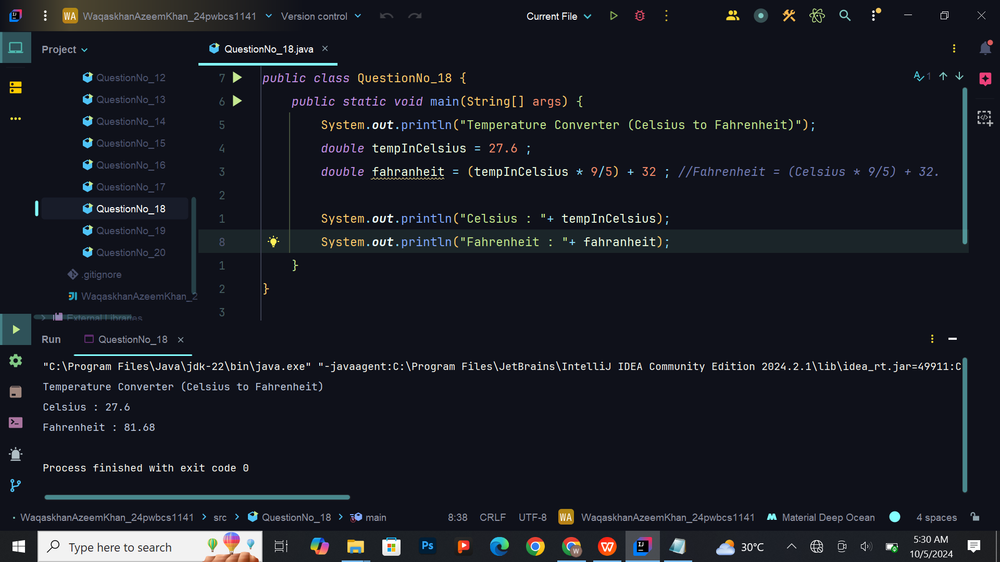 WA WaqaskhanAzeemKhan_24pwbcs1141 Version control Current File
Project
QuestionNo_18.java
QuestionNo_12
QuestionNo_13
QuestionNo_14
QuestionNo_15
QuestionNo_16
QuestionNo_17
QuestionNo_18
QuestionNo_19
QuestionNo_20
.gitignore
WaqaskhanAzeemKhan_2
External Libraries
1
7 public class QuestionNo_18 {
6 public static void main(String[] args) {
5 System.out.println("Temperature Converter (Celsius to Fahrenheit)");
4 double tempInCelsius = 27.6 ;
3 double fahranheit = (tempInCelsius * 9/5) + 32 ; //Fahrenheit = (Celsius * 9/5) + 32.
2
1 System.out.println("Celsius : "+ tempInCelsius);
8 System.out.println("Fahrenheit : "+ fahranheit);
1 }
2 }
3
Run QuestionNo_18
"C:\Program Files\Java\jdk-22\bin\java.exe" "-javaagent:C:\Program Files\JetBrains\IntelliJ IDEA Community Edition 2024.2.1\lib\idea_rt.jar=49911:C
Temperature Converter (Celsius to Fahrenheit)
Celsius : 27.6
Fahrenheit : 81.68
Process finished with exit code 0
WaqaskhanAzeemKhan_24pwbcs1141 > src > QuestionNo_18 > main 8:38 CRLF UTF-8 WA WaqaskhanAzeemKhan_24pwbcs1141 Material Deep Ocean 4 spaces
Type here to search
Ps
W
30°C
5:30 AM
10/5/2024